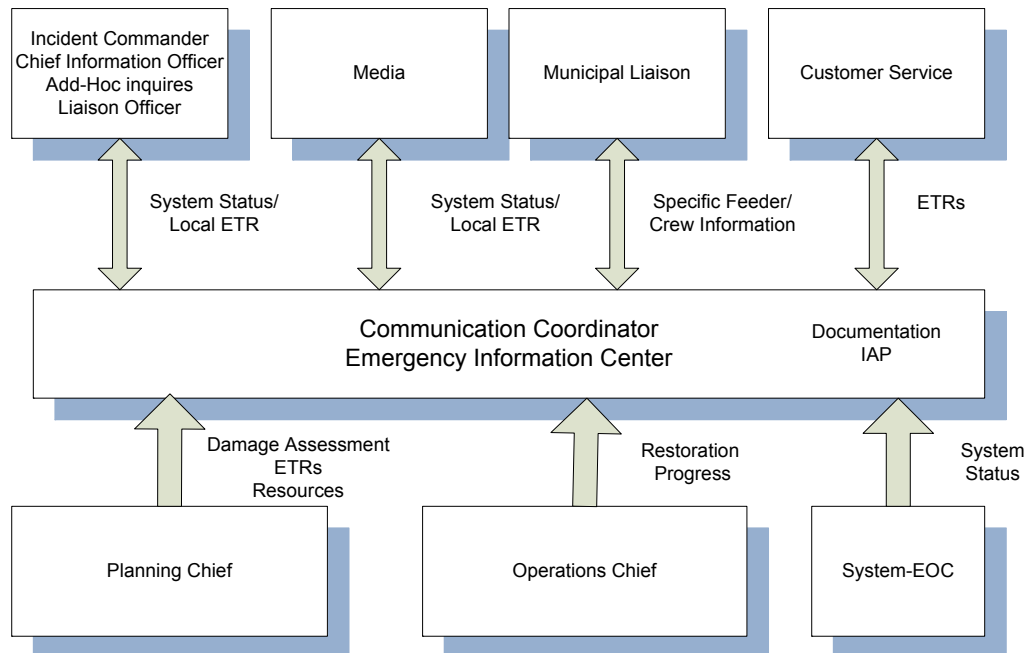 Incident Commander
Chief Information Officer
Add-Hoc inquires
Liaison Officer
Media
Municipal Liaison
Customer Service
System Status/
Local ETR
System Status/
Local ETR
Specific Feeder/
Crew Information
ETRs
Communication Coordinator
Emergency Information Center
Documentation
IAP
Damage Assessment
ETRs
Resources
Restoration
Progress
System
Status
Planning Chief
Operations Chief
System-EOC